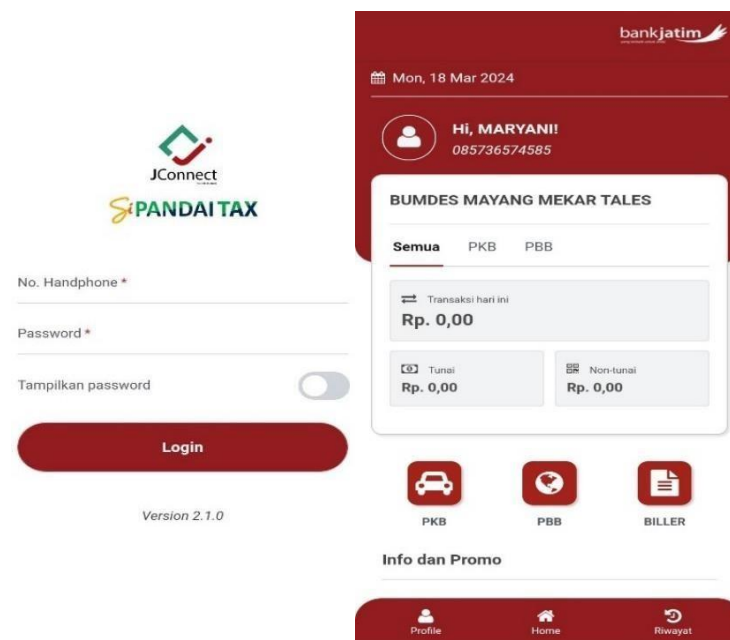 JConnect
SiPANDAI TAX
No. Handphone *
Password *
Tampilkan password
Login
Version 2.1.0
bankjatim
Mon, 18 Mar 2024
Hi, MARYANI!
085736574585
BUMDES MAYANG MEKAR TALES
Semua PKB PBB
Transaksi hari ini
Rp. 0,00
Tunai Non-tunai
Rp. 0,00 Rp. 0,00
PKB PBB BILLER
Info dan Promo
Profile Home Riwayat